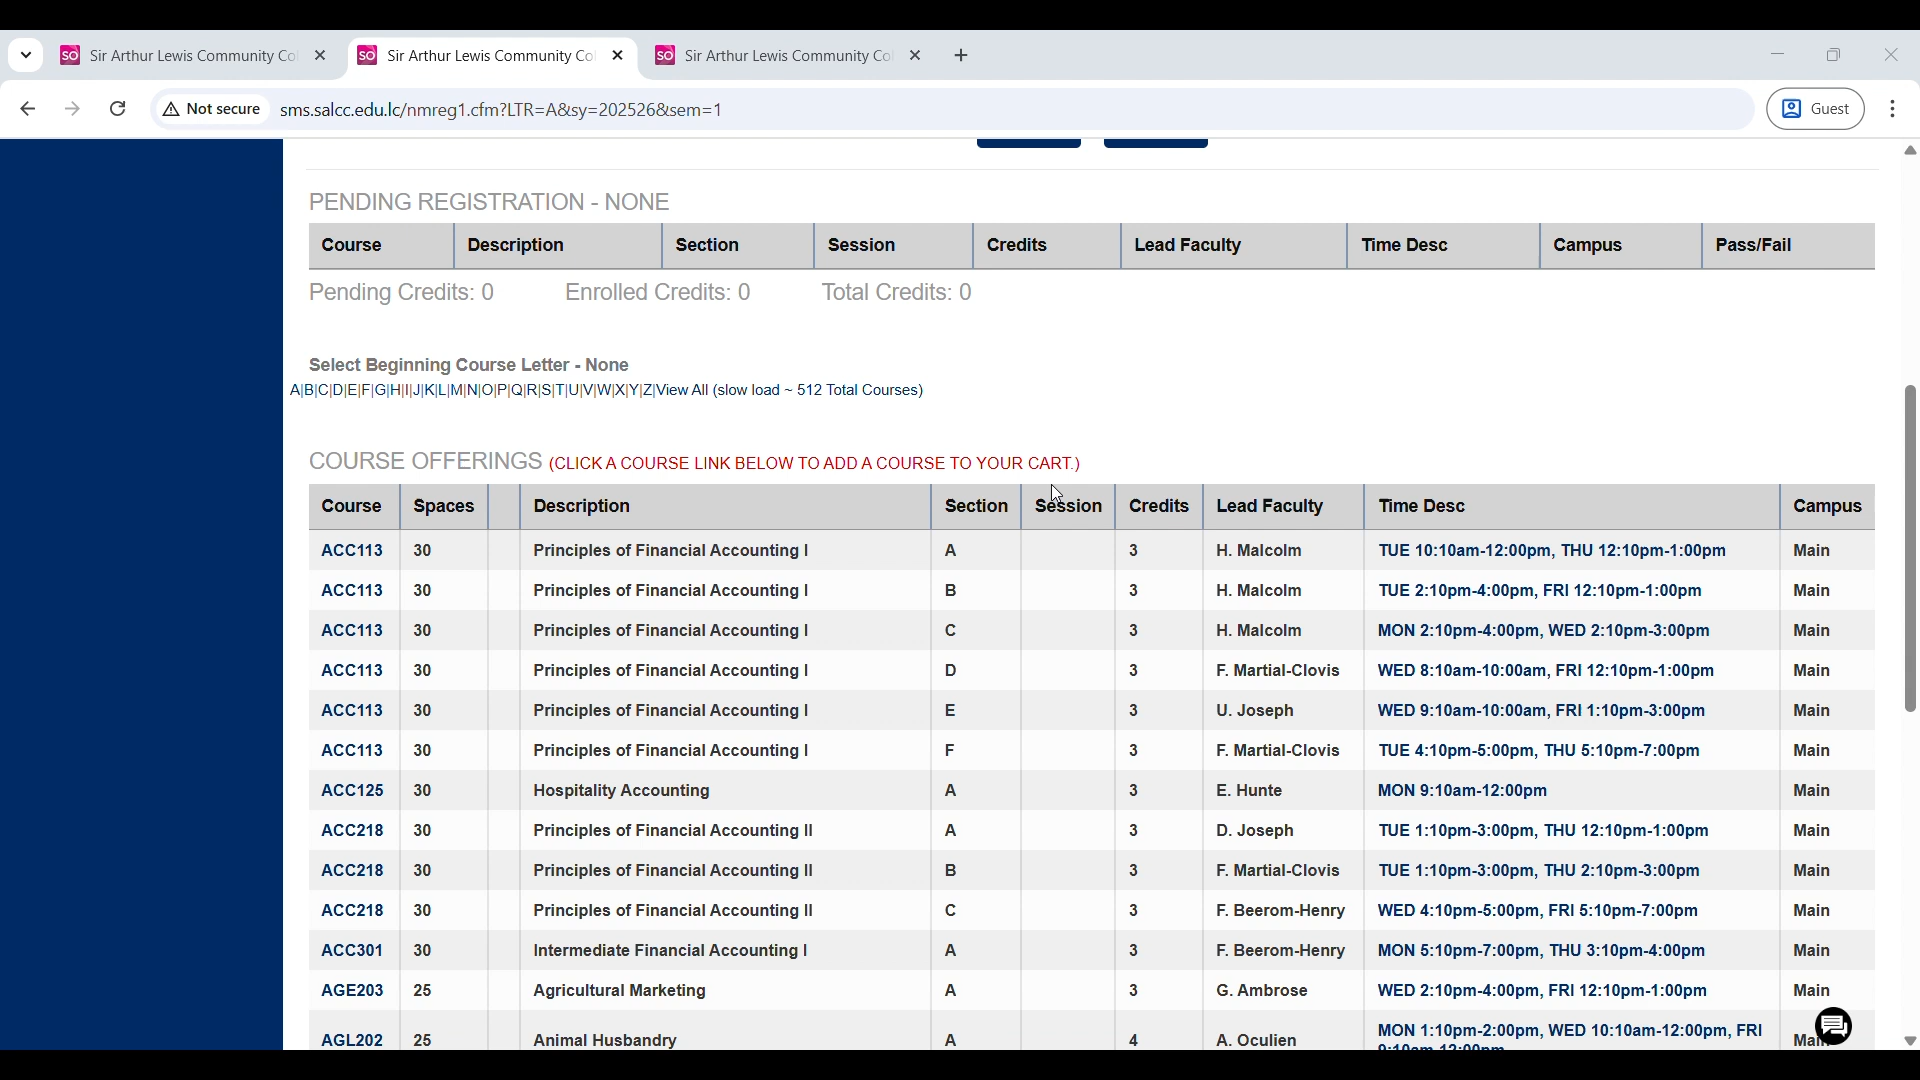 Sir Arthur Lewis Community Co
Sir Arthur Lewis Community Co
Sir Arthur Lewis Community Co
Not secure
sms.salcc.edu.lc/nmreg1.cfm?LTR=A&sy=202526&sem=1
Guest
PENDING REGISTRATION - NONE
Course Description Section Session Credits Lead Faculty Time Desc Campus Pass/Fail
Pending Credits: 0 Enrolled Credits: 0 Total Credits: 0
Select Beginning Course Letter - None
A|B|C|D|E|F|G|H|I|J|K|L|M|N|O|P|Q|R|S|T|U|V|W|X|Y|Z|View All (slow load ~ 512 Total Courses)
COURSE OFFERINGS (CLICK A COURSE LINK BELOW TO ADD A COURSE TO YOUR CART.)
Course Spaces Description Section Session Credits Lead Faculty Time Desc Campus
ACC113 30 Principles of Financial Accounting I A 3 H. Malcolm TUE 10:10am-12:00pm, THU 12:10pm-1:00pm Main
ACC113 30 Principles of Financial Accounting I B 3 H. Malcolm TUE 2:10pm-4:00pm, FRI 12:10pm-1:00pm Main
ACC113 30 Principles of Financial Accounting I C 3 H. Malcolm MON 2:10pm-4:00pm, WED 2:10pm-3:00pm Main
ACC113 30 Principles of Financial Accounting I D 3 F. Martial-Clovis WED 8:10am-10:00am, FRI 12:10pm-1:00pm Main
ACC113 30 Principles of Financial Accounting I E 3 U. Joseph WED 9:10am-10:00am, FRI 1:10pm-3:00pm Main
ACC113 30 Principles of Financial Accounting I F 3 F. Martial-Clovis TUE 4:10pm-5:00pm, THU 5:10pm-7:00pm Main
ACC125 30 Hospitality Accounting A 3 E. Hunte MON 9:10am-12:00pm Main
ACC218 30 Principles of Financial Accounting II A 3 D. Joseph TUE 1:10pm-3:00pm, THU 12:10pm-1:00pm Main
ACC218 30 Principles of Financial Accounting II B 3 F. Martial-Clovis TUE 1:10pm-3:00pm, THU 2:10pm-3:00pm Main
ACC218 30 Principles of Financial Accounting II C 3 F. Beerom-Henry WED 4:10pm-5:00pm, FRI 5:10pm-7:00pm Main
ACC301 30 Intermediate Financial Accounting I A 3 F. Beerom-Henry MON 5:10pm-7:00pm, THU 3:10pm-4:00pm Main
AGE203 25 Agricultural Marketing A 3 G. Ambrose WED 2:10pm-4:00pm, FRI 12:10pm-1:00pm Main
AGL202 25 Animal Husbandry A 4 A. Oculien MON 1:10pm-2:00pm, WED 10:10am-12:00pm, FRI